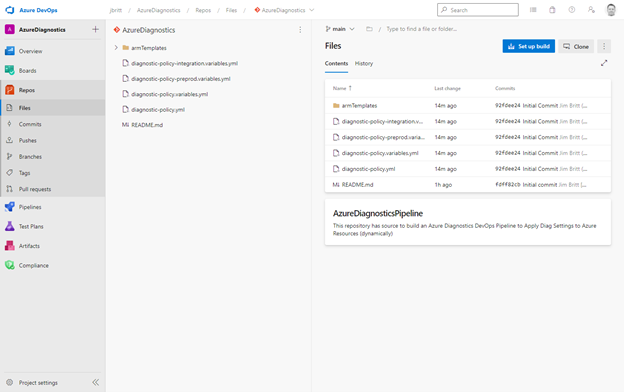 Azure DevOps jbritt / AzureDiagnostics / Repos / Files / AzureDiagnostics Search
A AzureDiagnostics
Overview
Boards
Repos
Files
Commits
Pushes
Branches
Tags
Pull requests
Pipelines
Test Plans
Artifacts
Compliance
Project settings
AzureDiagnostics
armTemplates
diagnostic-policy-integration.variables.yml
diagnostic-policy-preprod.variables.yml
diagnostic-policy.variables.yml
diagnostic-policy.yml
README.md
main / Type to find a file or folder...
Files
Set up build
Clone
Contents History
Name ↑ Last change Commits
armTemplates 14m ago 92fdee24 Initial Commit Jim Britt (...
diagnostic-policy-integration.v... 14m ago 92fdee24 Initial Commit Jim Britt (...
diagnostic-policy-preprod.varia... 14m ago 92fdee24 Initial Commit Jim Britt (...
diagnostic-policy.variables.yml 14m ago 92fdee24 Initial Commit Jim Britt (...
diagnostic-policy.yml 14m ago 92fdee24 Initial Commit Jim Britt (...
README.md 1h ago fdff82cb Initial commit Jim Britt (...
AzureDiagnosticsPipeline
This repository has source to build an Azure Diagnostics DevOps Pipeline to Apply Diag Settings to Azure
Resources (dynamically)